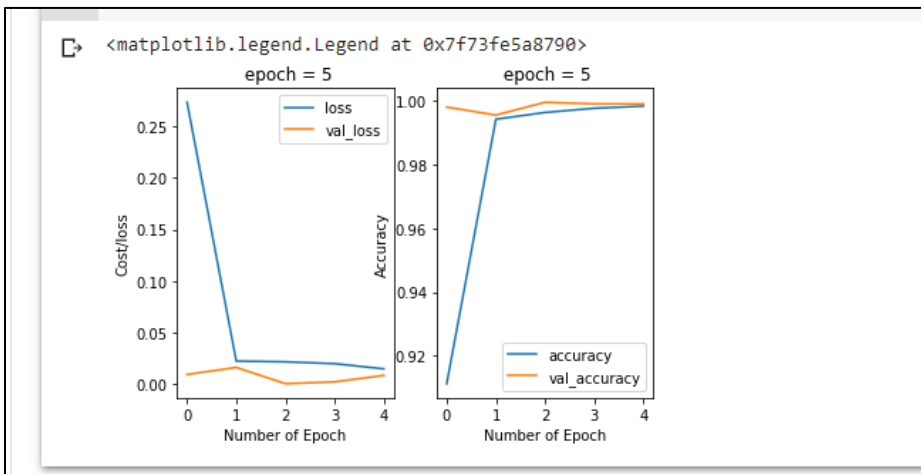 <matplotlib.legend.Legend at 0x7f73fe5a8790>
epoch = 5
loss
val_loss
0.25
0.20
0.15
0.10
0.05
0.00
Cost/loss
0 1 2 3 4
Number of Epoch
epoch = 5
1.00
0.98
0.96
0.94
0.92
Accuracy
accuracy
val_accuracy
0 1 2 3 4
Number of Epoch